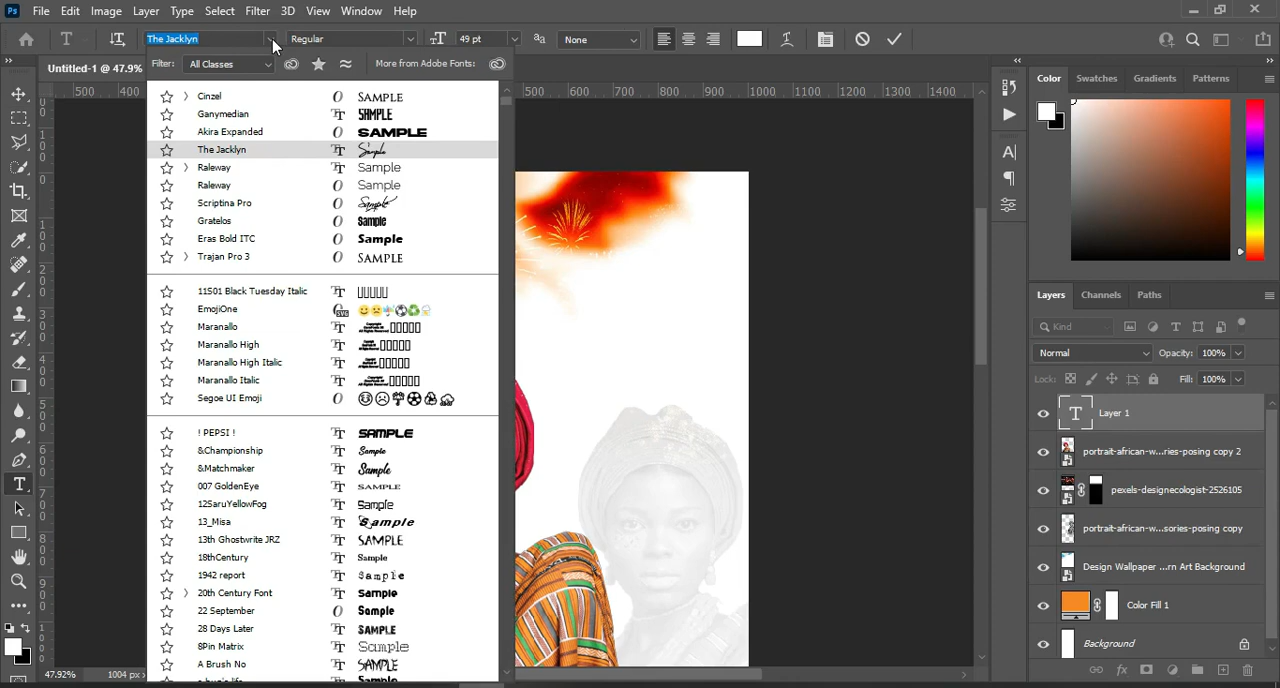 Ps File Edit Image Layer Type Select Filter 3D View Window Help
T The Jacklyn Regular 49 pt aa None
Untitled-1 @ 47.9%
Filter: All Classes More from Adobe Fonts:
Cinzel SAMPLE
Ganymedian SAMPLE
Akira Expanded SAMPLE
The Jacklyn Sample
Raleway Sample
Raleway Sample
Scriptina Pro Sample
Gratelos Sample
Eras Bold ITC Sample
Trajan Pro 3 SAMPLE
11S01 Black Tuesday Italic
EmojiOne
Maranallo
Maranallo High
Maranallo High Italic
Maranallo Italic
Segoe UI Emoji
! PEPSI ! SAMPLE
&Championship Sample
&Matchmaker Sample
007 GoldenEye SAMPLE
12SaruYellowFog Sample
13_Misa Sample
13th Ghostwrite JRZ SAMPLE
18thCentury Sample
1942 report Sample
20th Century Font Sample
22 September Sample
28 Days Later SAMPLE
8Pin Matrix Sample
A Brush No SAMPLE
500 400 500 600 700 800 900 1000 1100 1200 1300 1400
Color Swatches Gradients Patterns
Layers Channels Paths
Kind
Normal Opacity: 100%
Lock: Fill: 100%
T Layer 1
portrait-african-w...ries-posing copy 2
pexels-designecologist-2526105
portrait-african-w...sories-posing copy
Design Wallpaper ...rn Art Background
Color Fill 1
Background
47.92% 1004 px